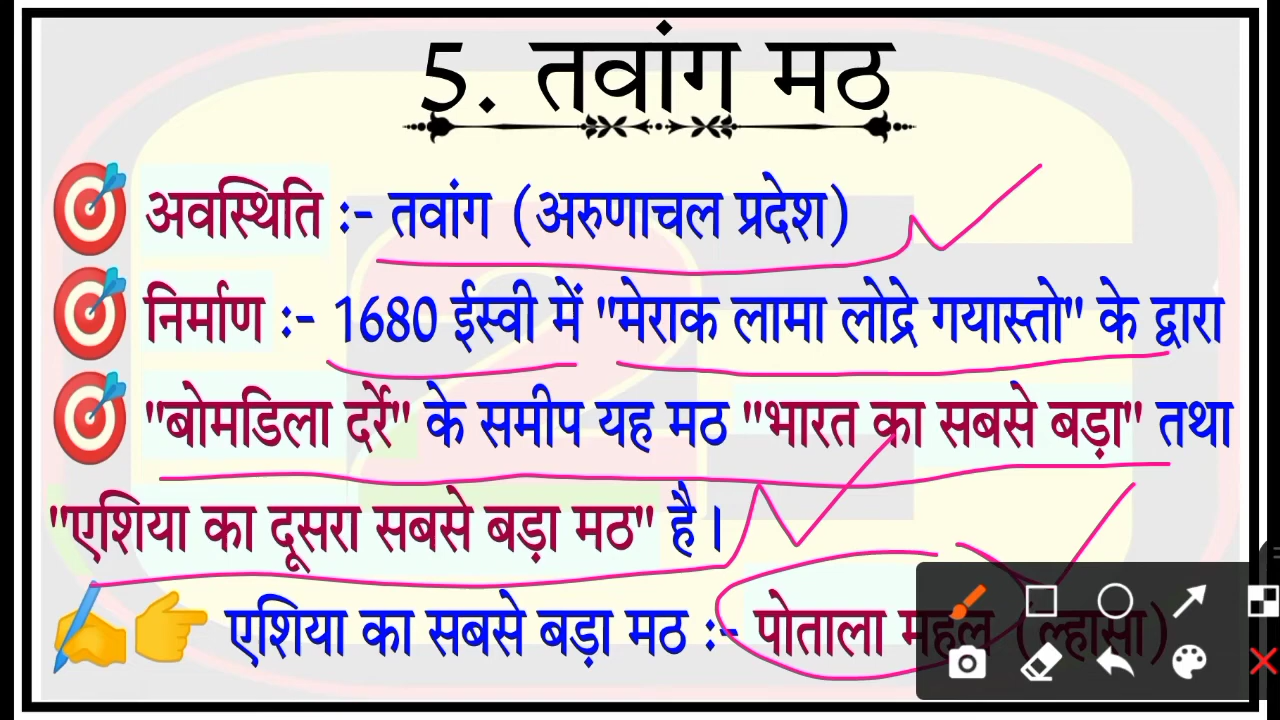 5. तवांग मठ
अवस्थिति :- तवांग (अरुणाचल प्रदेश)
निर्माण :- 1680 ईस्वी में "मेराक लामा लोद्रे गयास्तो" के द्वारा
"बोमडिला दर्रे" के समीप यह मठ "भारत का सबसे बड़ा" तथा
"एशिया का दूसरा सबसे बड़ा मठ" है।
एशिया का सबसे बड़ा मठ :- पोताला महल (ल्हासा)